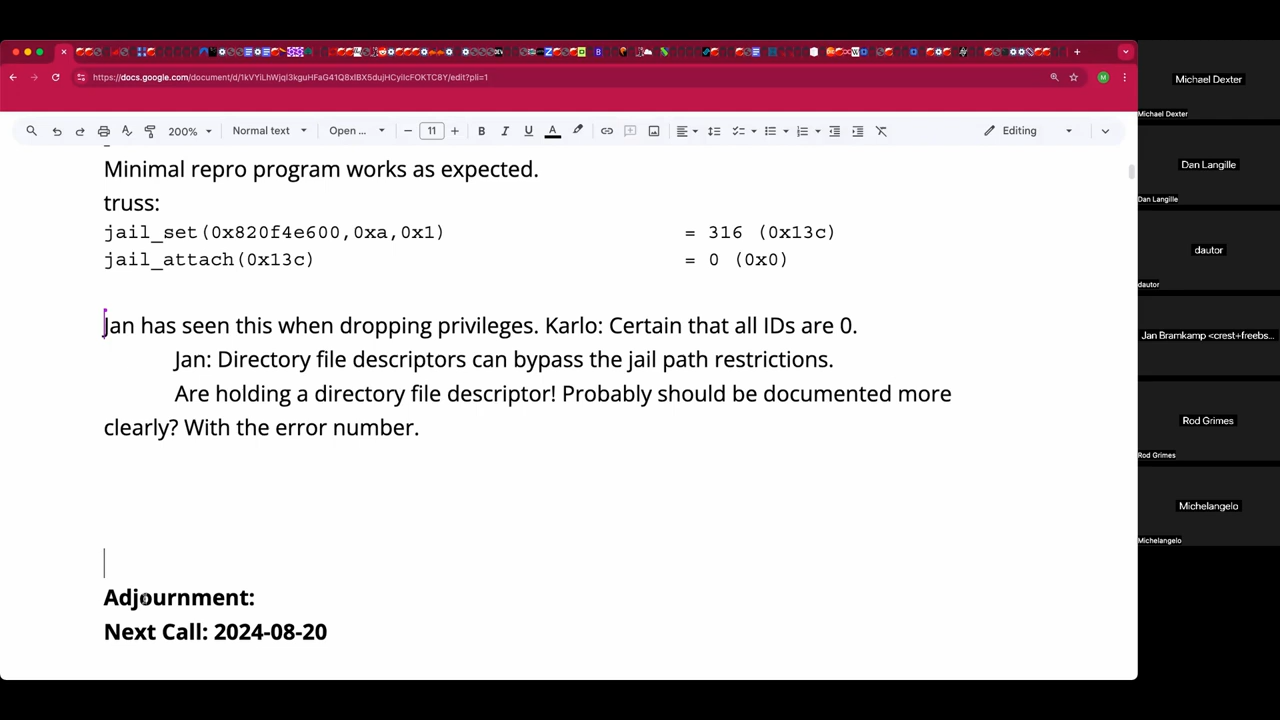 https://docs.google.com/document/d/1kVYiLhWjql3kguHFaG41Q8xIBX5dujHCyilcFOKTC8Y/edit?pli=1
M
200%
Normal text
Open ...
11
B
I
U
A
Editing
Minimal repro program works as expected.
truss:
jail_set(0x820f4e600,0xa,0x1) = 316 (0x13c)
jail_attach(0x13c) = 0 (0x0)
Jan has seen this when dropping privileges. Karlo: Certain that all IDs are 0.
Jan: Directory file descriptors can bypass the jail path restrictions.
Are holding a directory file descriptor! Probably should be documented more
clearly? With the error number.
Adjournment:
Next Call: 2024-08-20
Michael Dexter
Michael Dexter
Dan Langille
Dan Langille
dautor
dautor
Jan Bramkamp <crest+freebs...
Rod Grimes
Rod Grimes
Michelangelo
Michelangelo